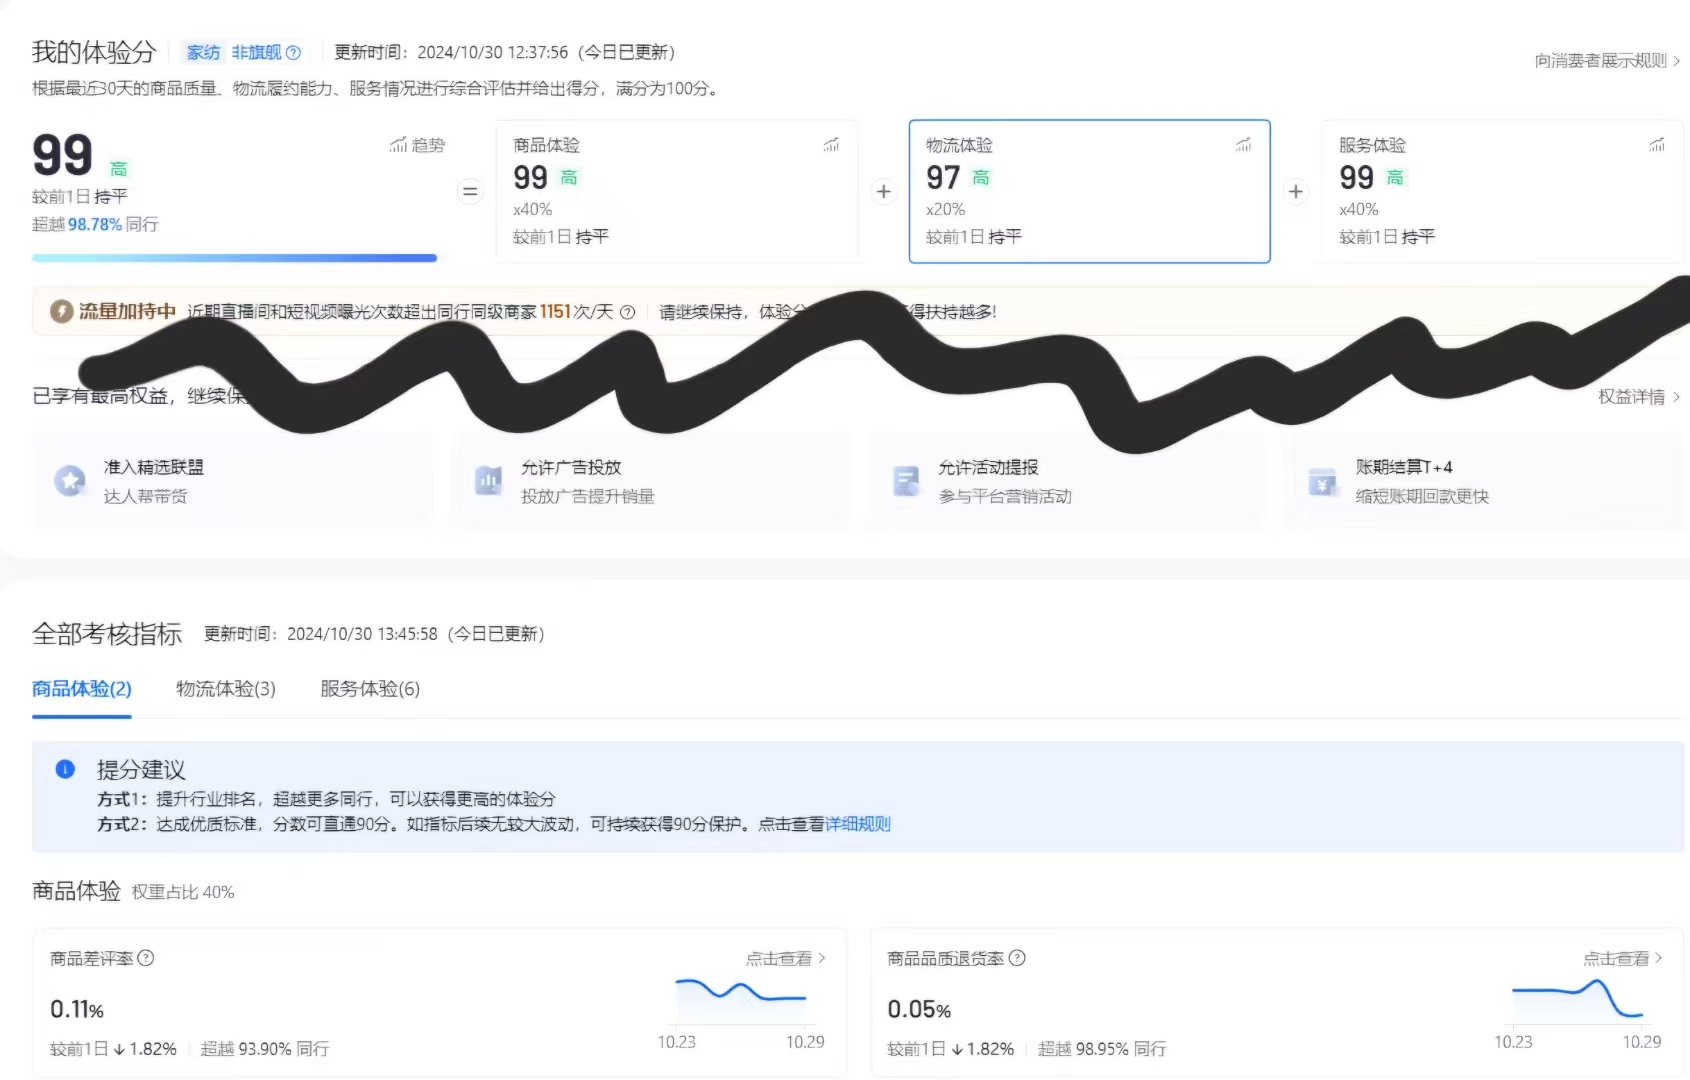 我的体验分 家纺 非旗舰 更新时间：2024/10/30 12:37:56（今日已更新）
向消费者展示规则 >
根据最近30天的商品质量、物流履约能力、服务情况进行综合评估并给出得分，满分为100分。
99 高 趋势
较前1日 持平
超越 98.78% 同行
=
商品体验
99 高
x40%
较前1日 持平
+
物流体验
97 高
x20%
较前1日 持平
+
服务体验
99 高
x40%
较前1日 持平
流量加持中 近期直播间和短视频曝光次数超出同行同级商家1151次/天 请继续保持，体验分 得扶持越多!
已享有最高权益，继续保
权益详情 >
准入精选联盟
达人帮带货
允许广告投放
投放广告提升销量
允许活动提报
参与平台营销活动
账期结算T+4
缩短账期回款更快
全部考核指标 更新时间：2024/10/30 13:45:58（今日已更新）
商品体验(2) 物流体验(3) 服务体验(6)
提分建议
方式1：提升行业排名，超越更多同行，可以获得更高的体验分
方式2：达成优质标准，分数可直通90分。如指标后续无较大波动，可持续获得90分保护。点击查看详细规则
商品体验 权重占比 40%
商品差评率 点击查看 >
0.11%
较前1日 ↓ 1.82% 超越 93.90% 同行
10.23 10.29
商品品质退货率 点击查看 >
0.05%
较前1日 ↓ 1.82% 超越 98.95% 同行
10.23 10.29